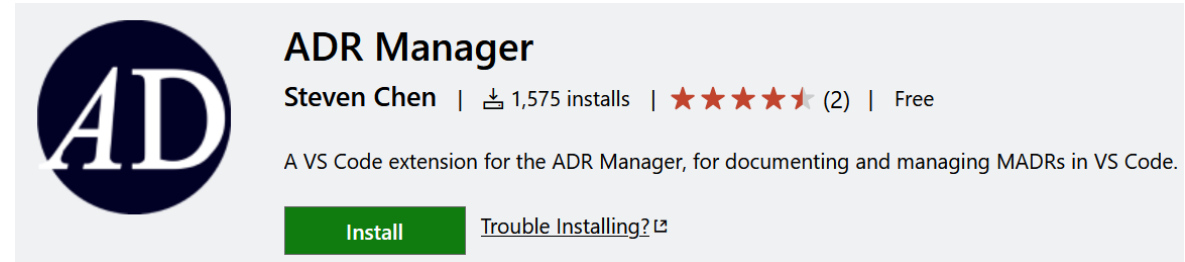 AD
ADR Manager
Steven Chen | 1,575 installs | (2) | Free
A VS Code extension for the ADR Manager, for documenting and managing MADRs in VS Code.
Install Trouble Installing?